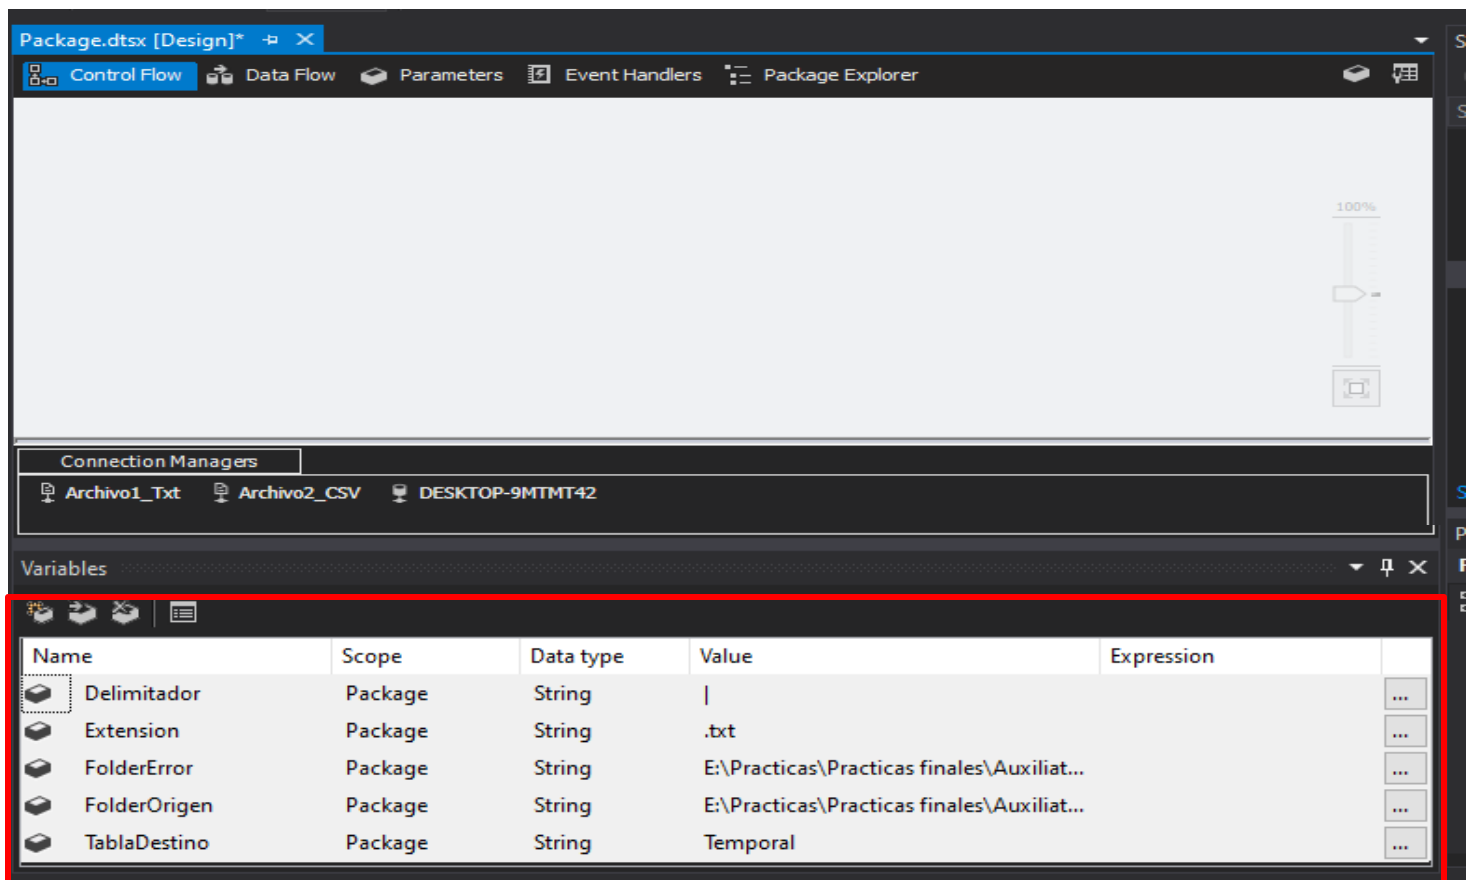 Package.dtsx [Design]*
Control Flow Data Flow Parameters Event Handlers Package Explorer
100%
Connection Managers
Archivo1_Txt Archivo2_CSV DESKTOP-9MTMT42
Variables
Name Scope Data type Value Expression
Delimitador Package String | ...
Extension Package String .txt ...
FolderError Package String E:\Practicas\Practicas finales\Auxiliat... ...
FolderOrigen Package String E:\Practicas\Practicas finales\Auxiliat... ...
TablaDestino Package String Temporal ...